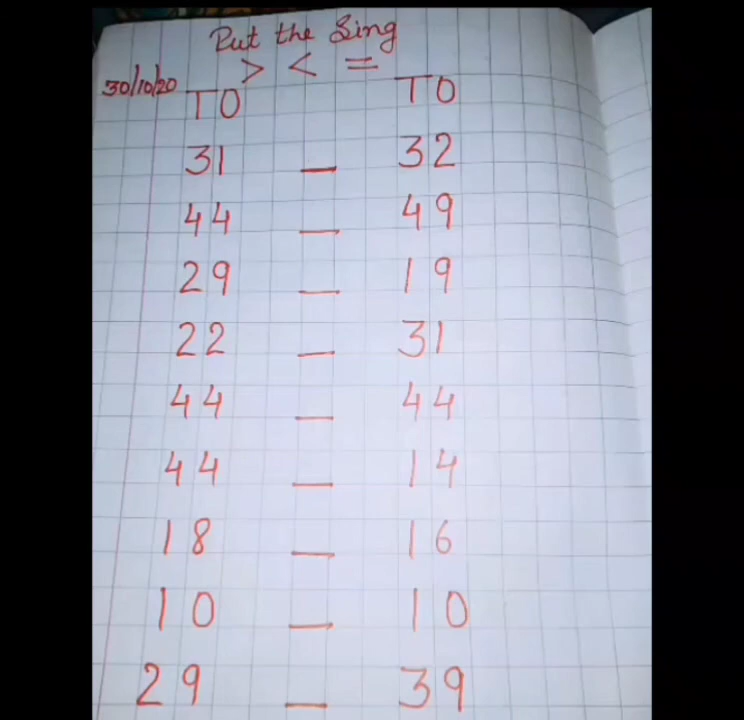 Put the Sing
> < =
30/10/20 TO TO
31 _ 32
44 _ 49
29 _ 19
22 _ 31
44 _ 44
44 _ 14
18 _ 16
10 _ 10
29 _ 39